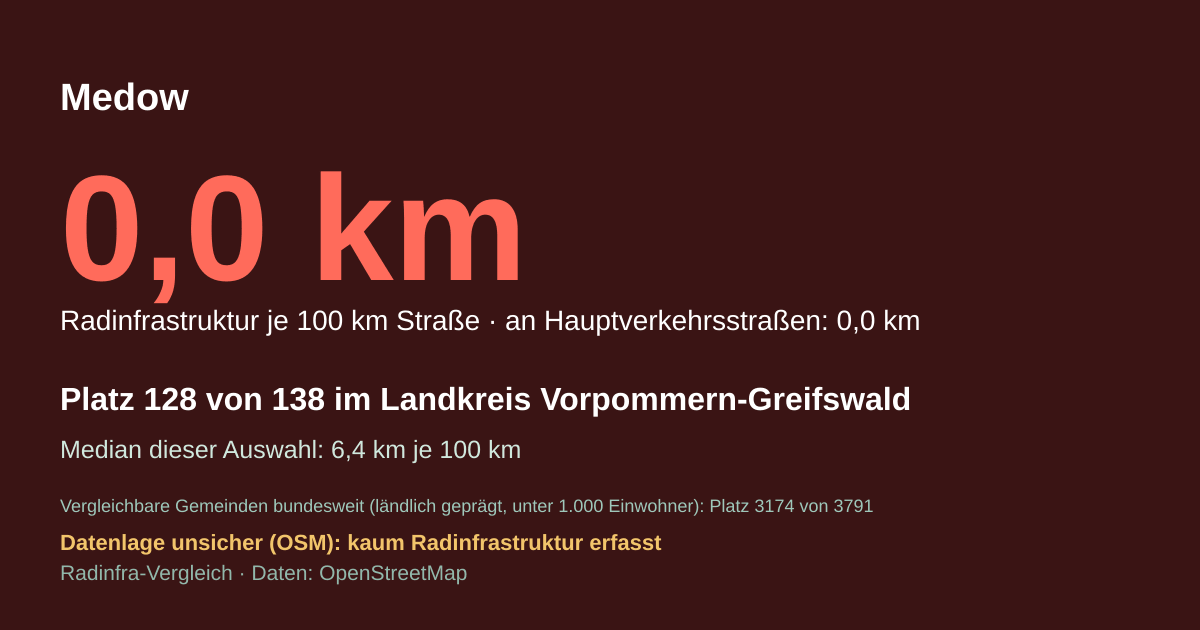 Medow
0,0 km
Radinfrastruktur je 100 km Straße · an Hauptverkehrsstraßen: 0,0 km
Platz 128 von 138 im Landkreis Vorpommern-Greifswald
Median dieser Auswahl: 6,4 km je 100 km
Vergleichbare Gemeinden bundesweit (ländlich geprägt, unter 1.000 Einwohner): Platz 3174 von 3791
Datenlage unsicher (OSM): kaum Radinfrastruktur erfasst
Radinfra-Vergleich · Daten: OpenStreetMap